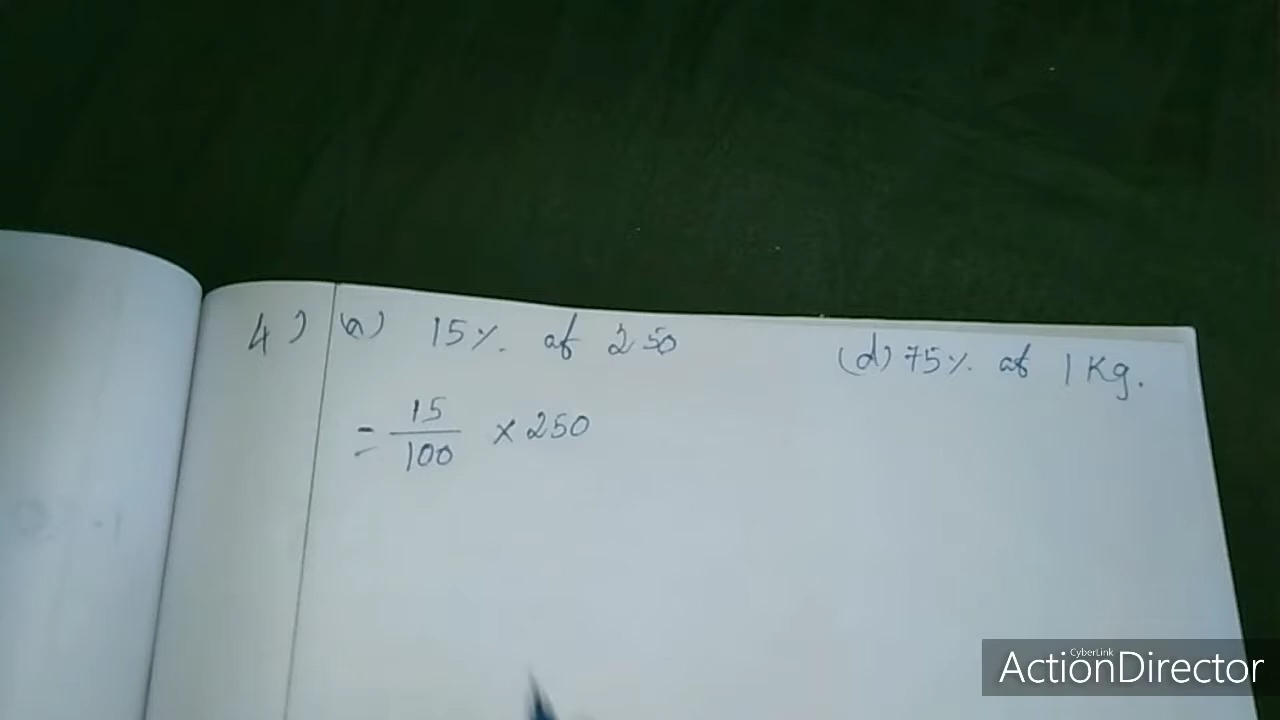 4) (a) 15% of 250
(d) 75% of 1 Kg.
= 15/100 × 250
CyberLink
ActionDirector